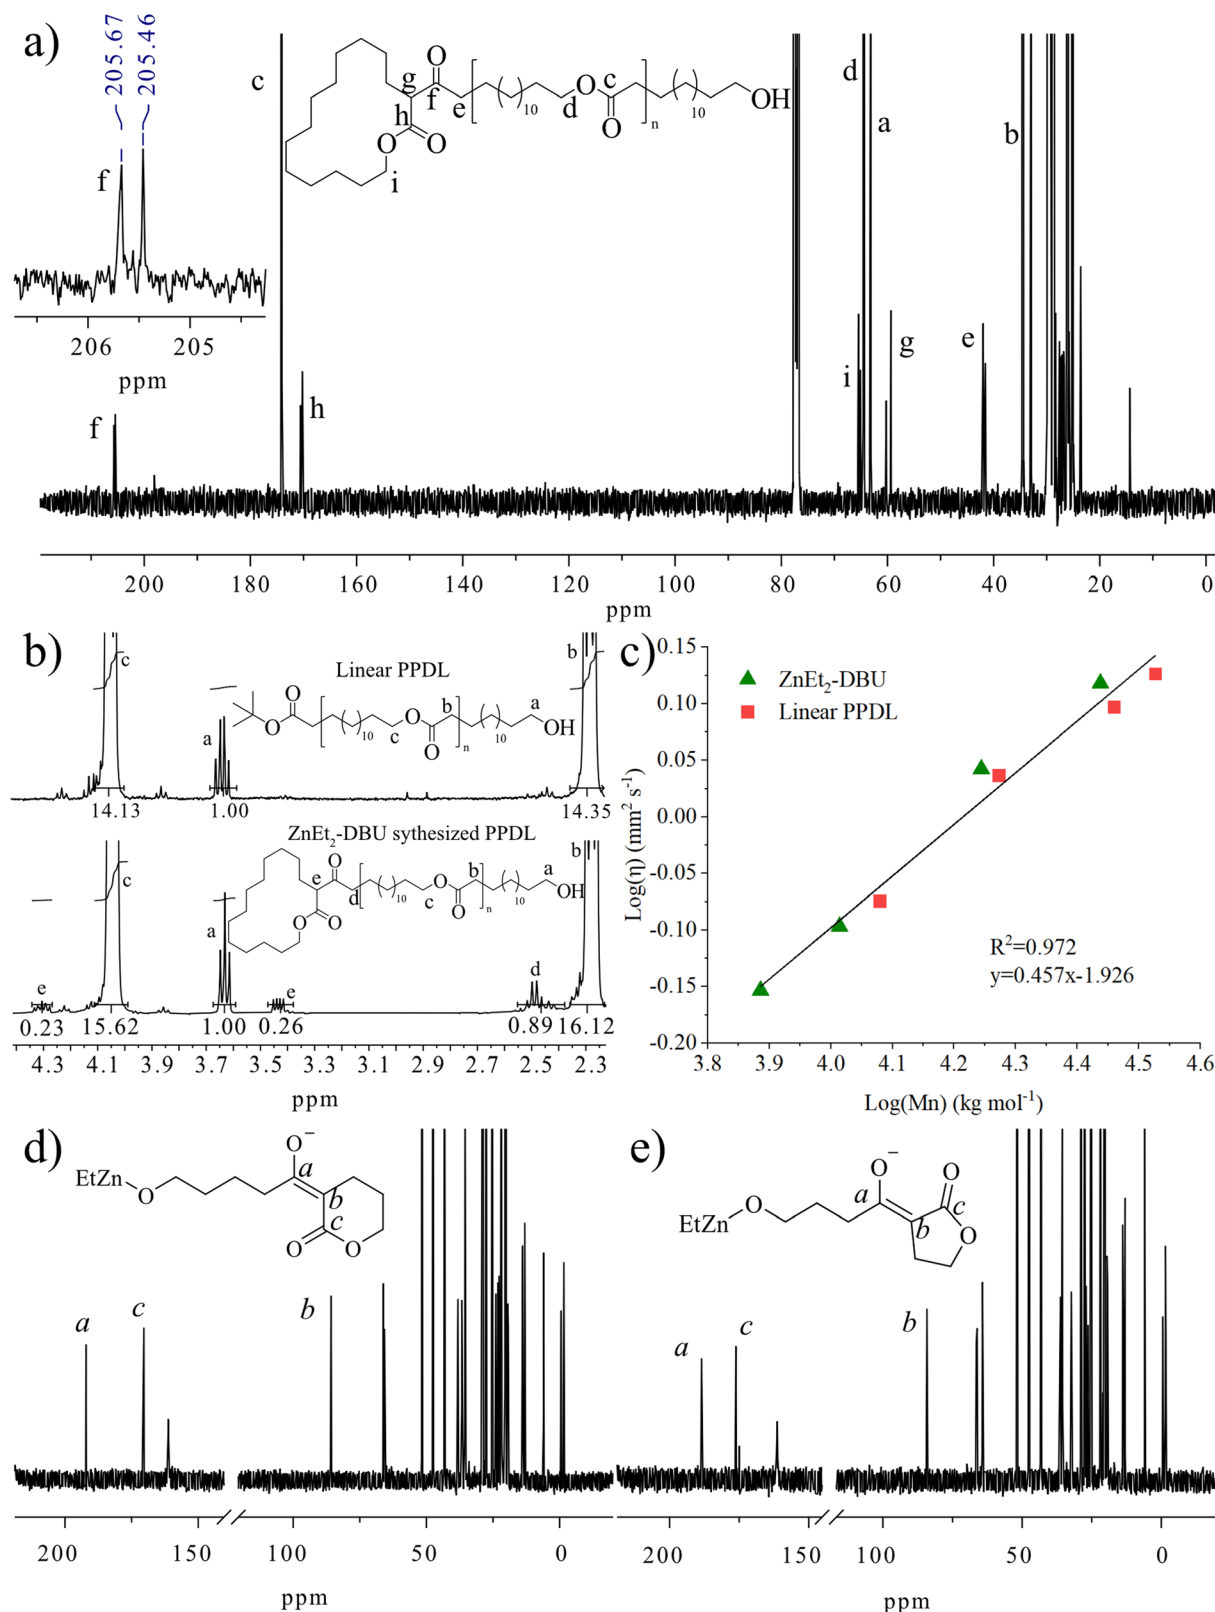 a)
205.67
205.46
f
206
205
ppm
c
O
g
f
h
e
10
O
d
c
O
n
10
OH
O
O
i
d
a
b
f
h
i
g
e
200
180
160
140
120
100
80
60
40
20
0
ppm
b)
Linear PPDL
c
a
b
O
O
10
c
O
b
O
n
10
a
OH
14.13
1.00
14.35
ZnEt2-DBU sythesized PPDL
c
e
O
d
10
c
O
b
O
n
10
a
OH
O
O
b
a
e
e
d
0.23
15.62
1.00
0.26
0.89
16.12
4.3
4.1
3.9
3.7
3.5
3.3
3.1
2.9
2.7
2.5
2.3
ppm
c)
ZnEt2-DBU
Linear PPDL
Log(η) (mm2 s-1)
0.15
0.10
0.05
0.00
-0.05
-0.10
-0.15
-0.20
R2=0.972
y=0.457x-1.926
3.8
3.9
4.0
4.1
4.2
4.3
4.4
4.5
4.6
Log(Mn) (kg mol-1)
d)
EtZn
O
O−
a
b
c
O
O
a
c
b
200
150
100
50
0
ppm
e)
EtZn
O
O−
a
b
O
c
O
a
c
b
200
150
100
50
0
ppm